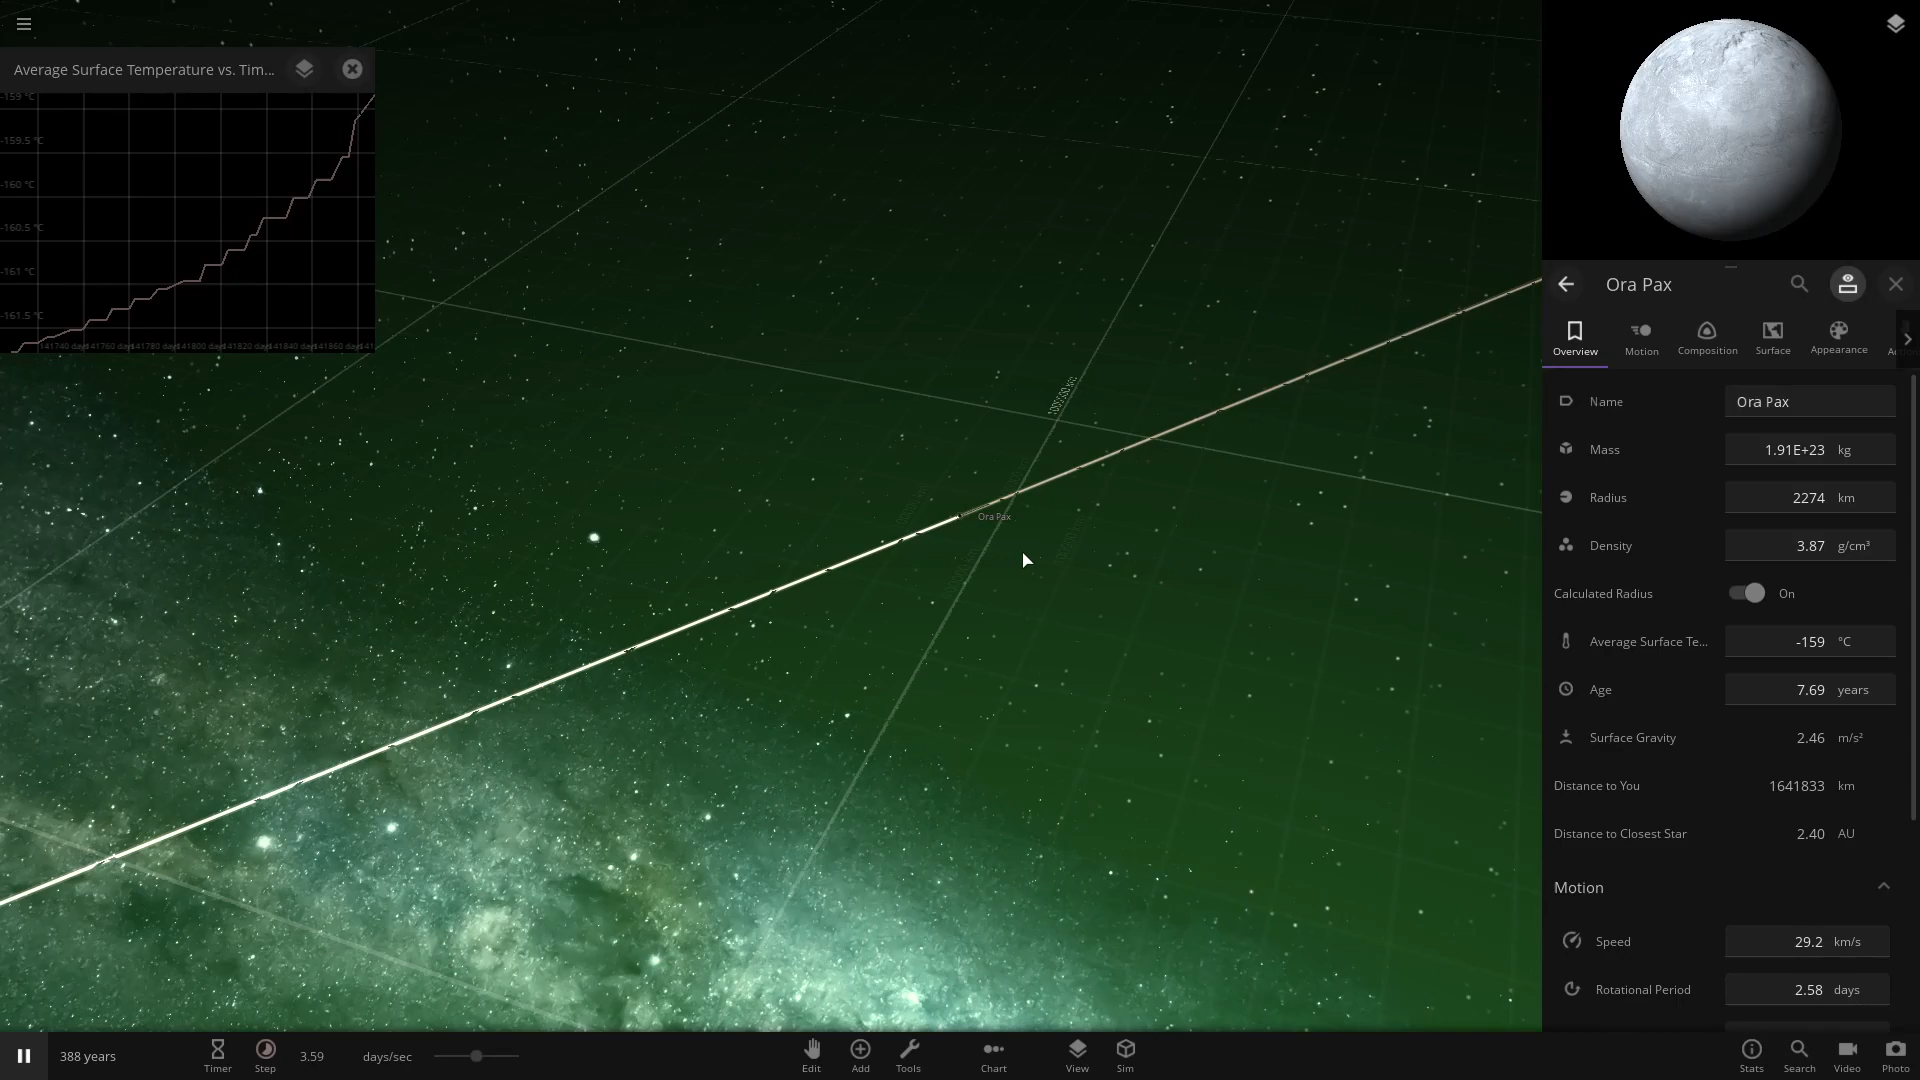 Average Surface Temperature vs. Tim...
-159 °C
-159.5 °C
-160 °C
-160.5 °C
-161 °C
-161.5 °C
Ora Pax
Ora Pax
Overview
Motion
Composition
Surface
Appearance
Name Ora Pax
Mass 1.91E+23 kg
Radius 2274 km
Density 3.87 g/cm³
Calculated Radius On
Average Surface Te... -159 °C
Age 7.69 years
Surface Gravity 2.46 m/s²
Distance to You 1641833 km
Distance to Closest Star 2.40 AU
Motion
Speed 29.2 km/s
Rotational Period 2.58 days
388 years
Timer
Step
3.59 days/sec
Edit
Add
Tools
Chart
View
Sim
Stats
Search
Video
Photo